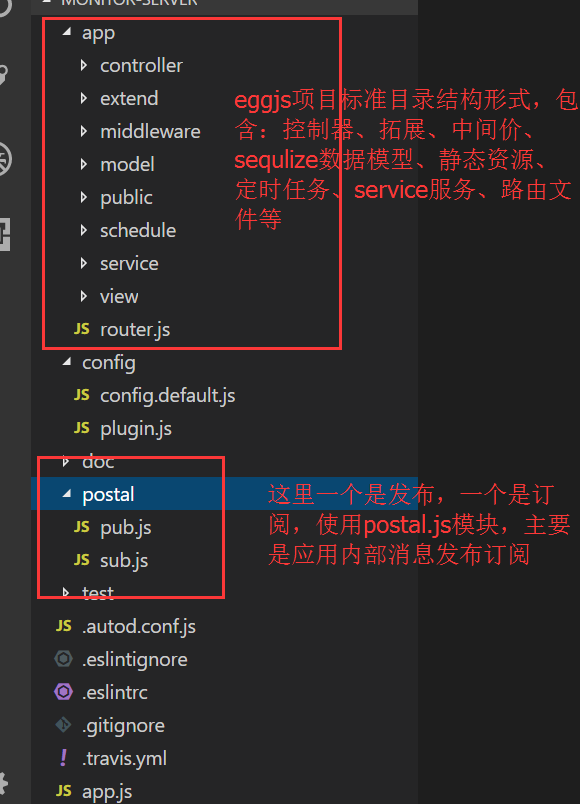 MONITOR-SERVER
app
controller
extend
middleware
model
public
schedule
service
view
JS router.js
eggjs项目标准目录结构形式，包
含：控制器、拓展、中间价、
sequlize数据模型、静态资源、
定时任务、service服务、路由文
件等
config
JS config.default.js
JS plugin.js
doc
postal
JS pub.js
JS sub.js
这里一个是发布，一个是订
阅，使用postal.js模块，主要
是应用内部消息发布订阅
test
JS .autod.conf.js
.eslintignore
.eslintrc
.gitignore
! .travis.yml
JS app.js